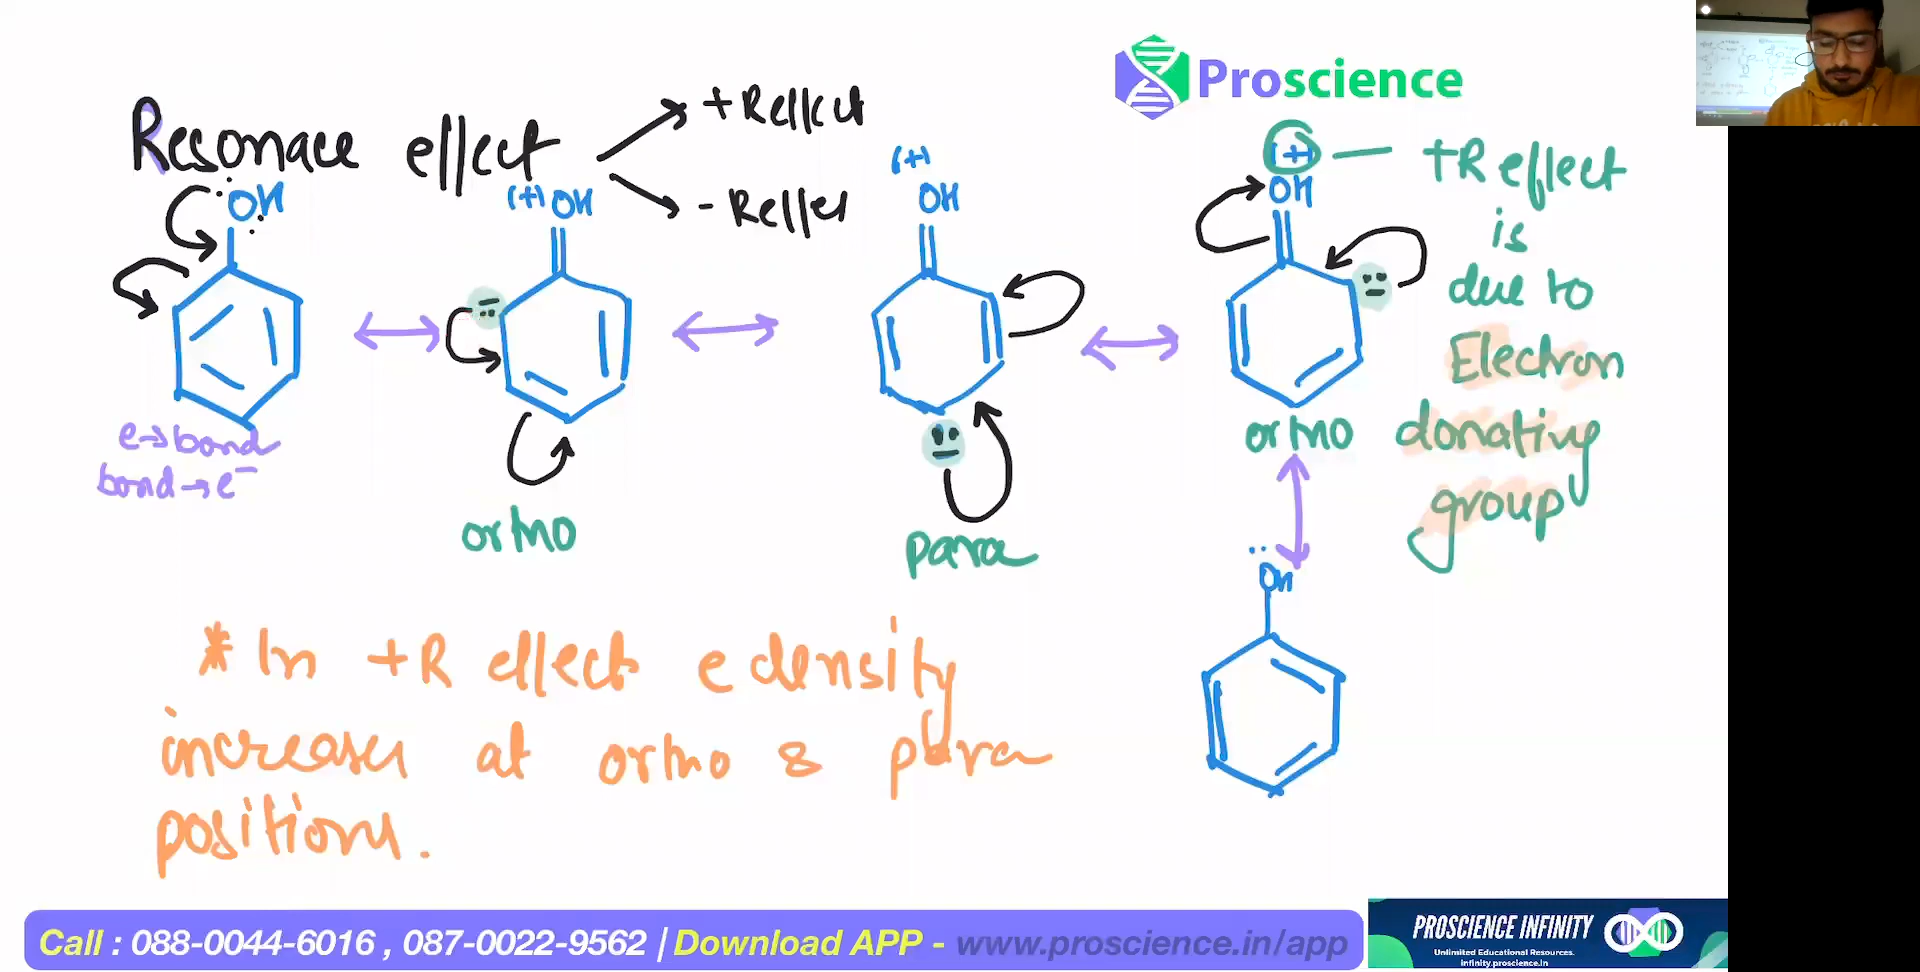 Proscience
Resonace effect
+R effect
- R effect
OH
(+) OH
(+)
OH
(+)
OH
+R effect
is
due to
Electron
donating
group
e→bond
bond→e⁻
ortho
para
ortho
OH
* In +R effect e density
increases at ortho & para
positions.
Call : 088-0044-6016 , 087-0022-9562 | Download APP - www.proscience.in/app
PROSCIENCE INFINITY
Unlimited Educational Resources.
infinity.proscience.in